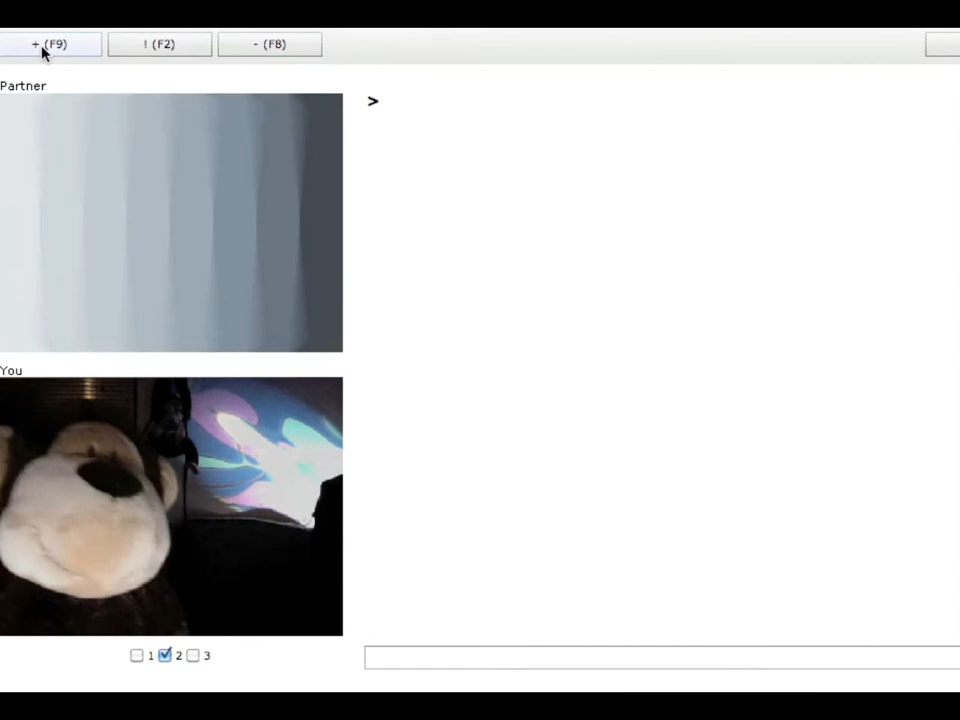 + (F9)
! (F2)
- (F8)
Partner
>
You
1 2 3